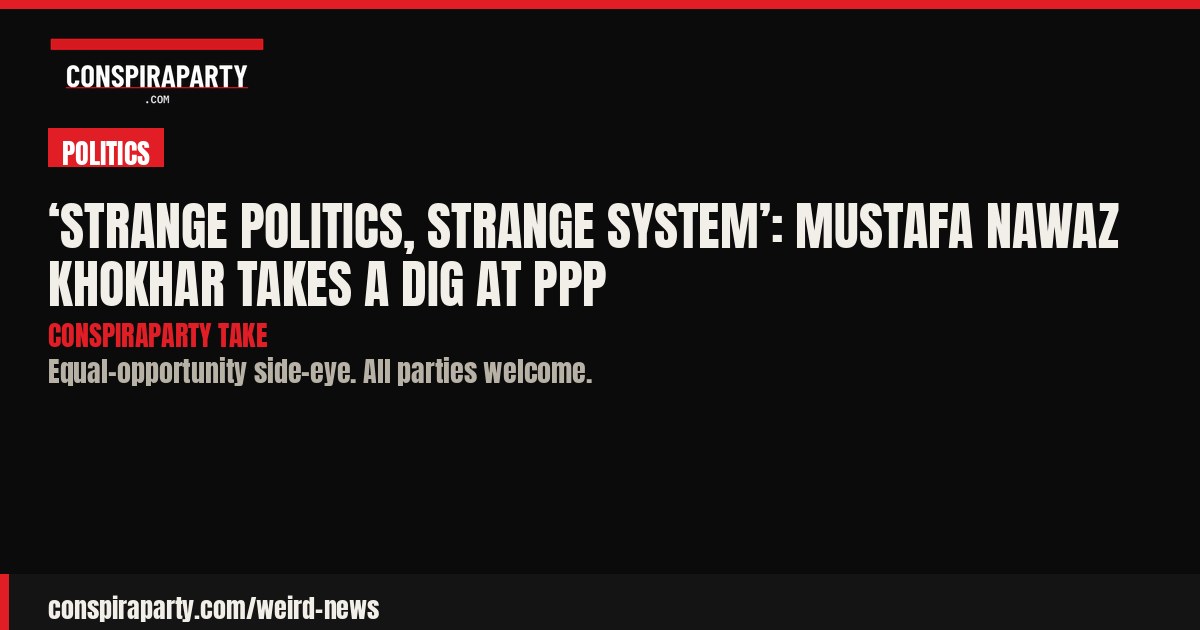 CONSPIRAPARTY
.COM
POLITICS
‘STRANGE POLITICS, STRANGE SYSTEM’: MUSTAFA NAWAZ
KHOKHAR TAKES A DIG AT PPP
CONSPIRAPARTY TAKE
Equal-opportunity side-eye. All parties welcome.
conspiraparty.com/weird-news